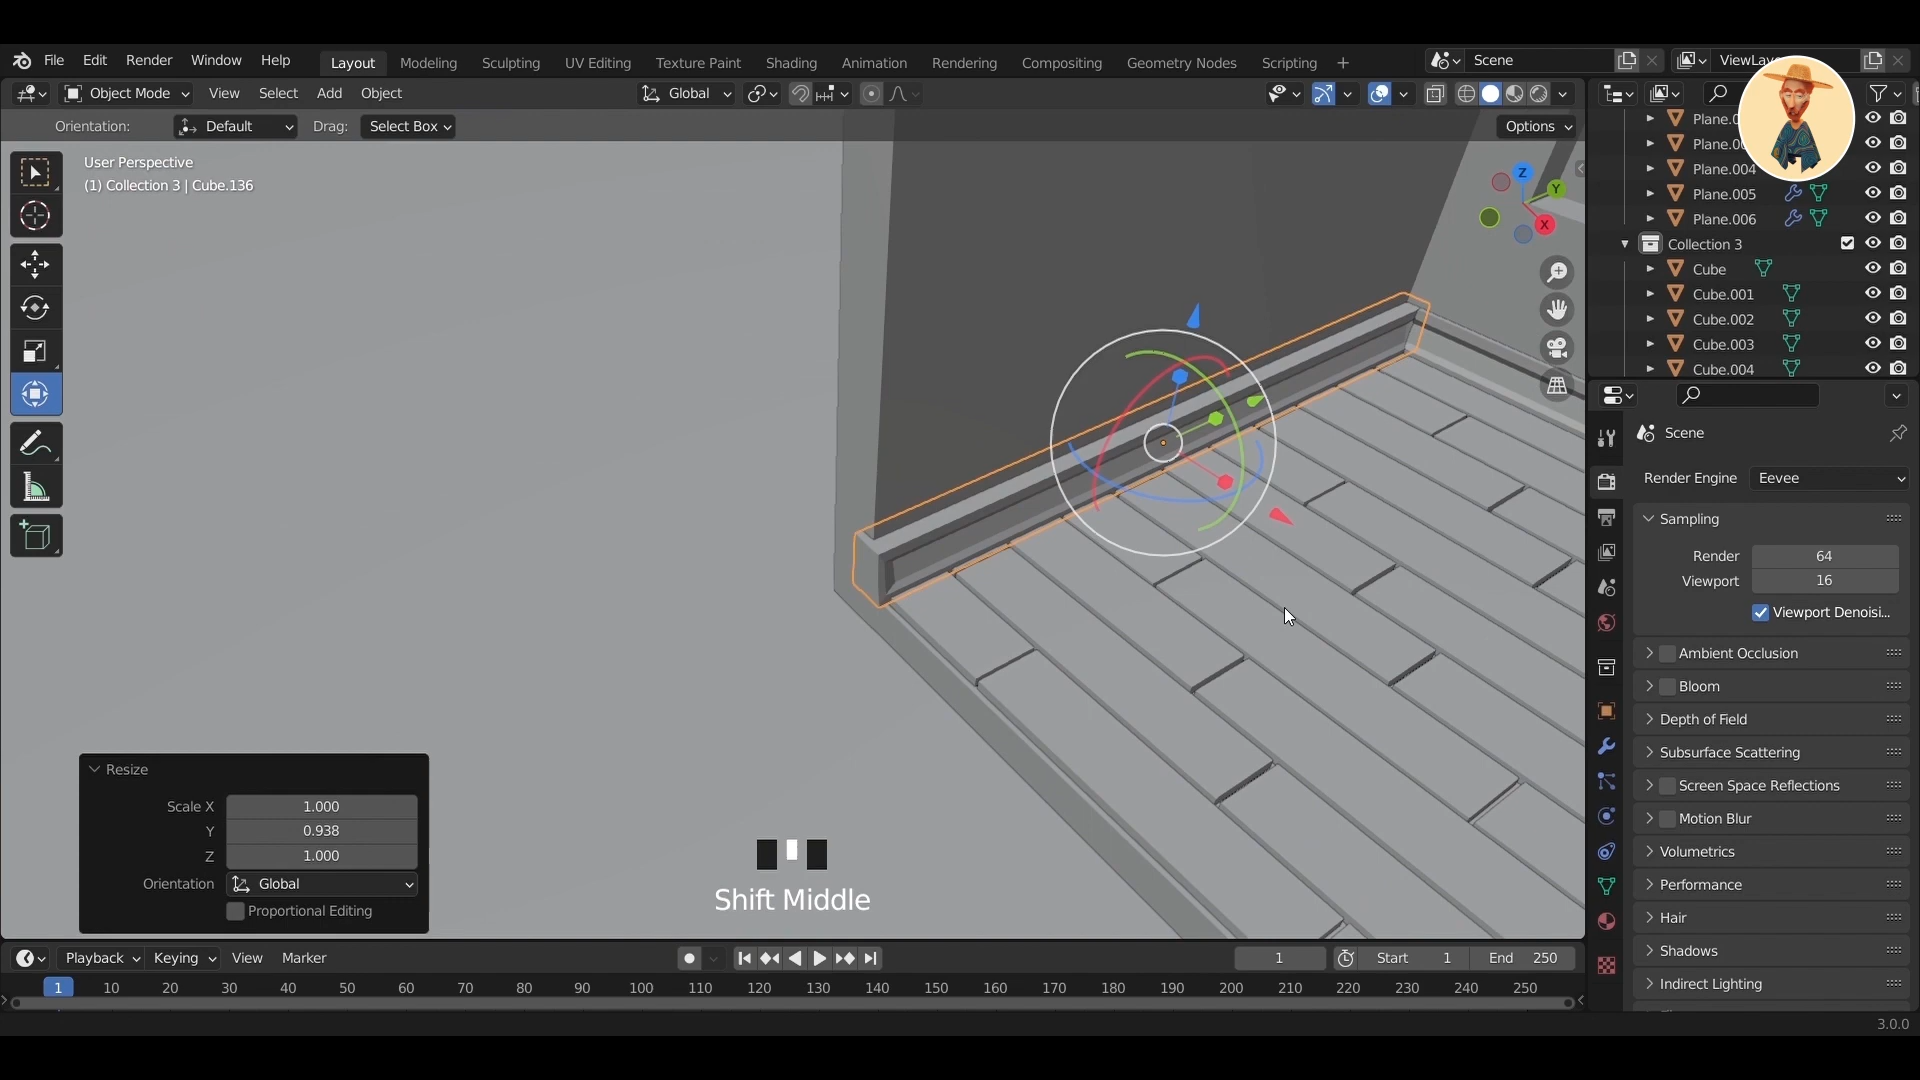 File Edit Render Window Help Layout Modeling Sculpting UV Editing Texture Paint Shading Animation Rendering Compositing Geometry Nodes Scripting + Scene
Object Mode View Select Add Object Global
Orientation: Default Drag: Select Box Options
User Perspective
(1) Collection 3 | Cube.136
Z
Y
X
Plane.004
Plane.005
Plane.006
Collection 3
Cube
Cube.001
Cube.002
Cube.003
Cube.004
Scene
Render Engine Eevee
Sampling
Render 64
Viewport 16
Viewport Denoisi...
Ambient Occlusion
Bloom
Depth of Field
Subsurface Scattering
Screen Space Reflections
Motion Blur
Volumetrics
Performance
Hair
Shadows
Indirect Lighting
Resize
Scale X 1.000
Y 0.938
Z 1.000
Orientation Global
Proportional Editing
Shift Middle
Playback Keying View Marker 1 Start 1 End 250
1 10 20 30 40 50 60 70 80 90 100 110 120 130 140 150 160 170 180 190 200 210 220 230 240 250
3.0.0